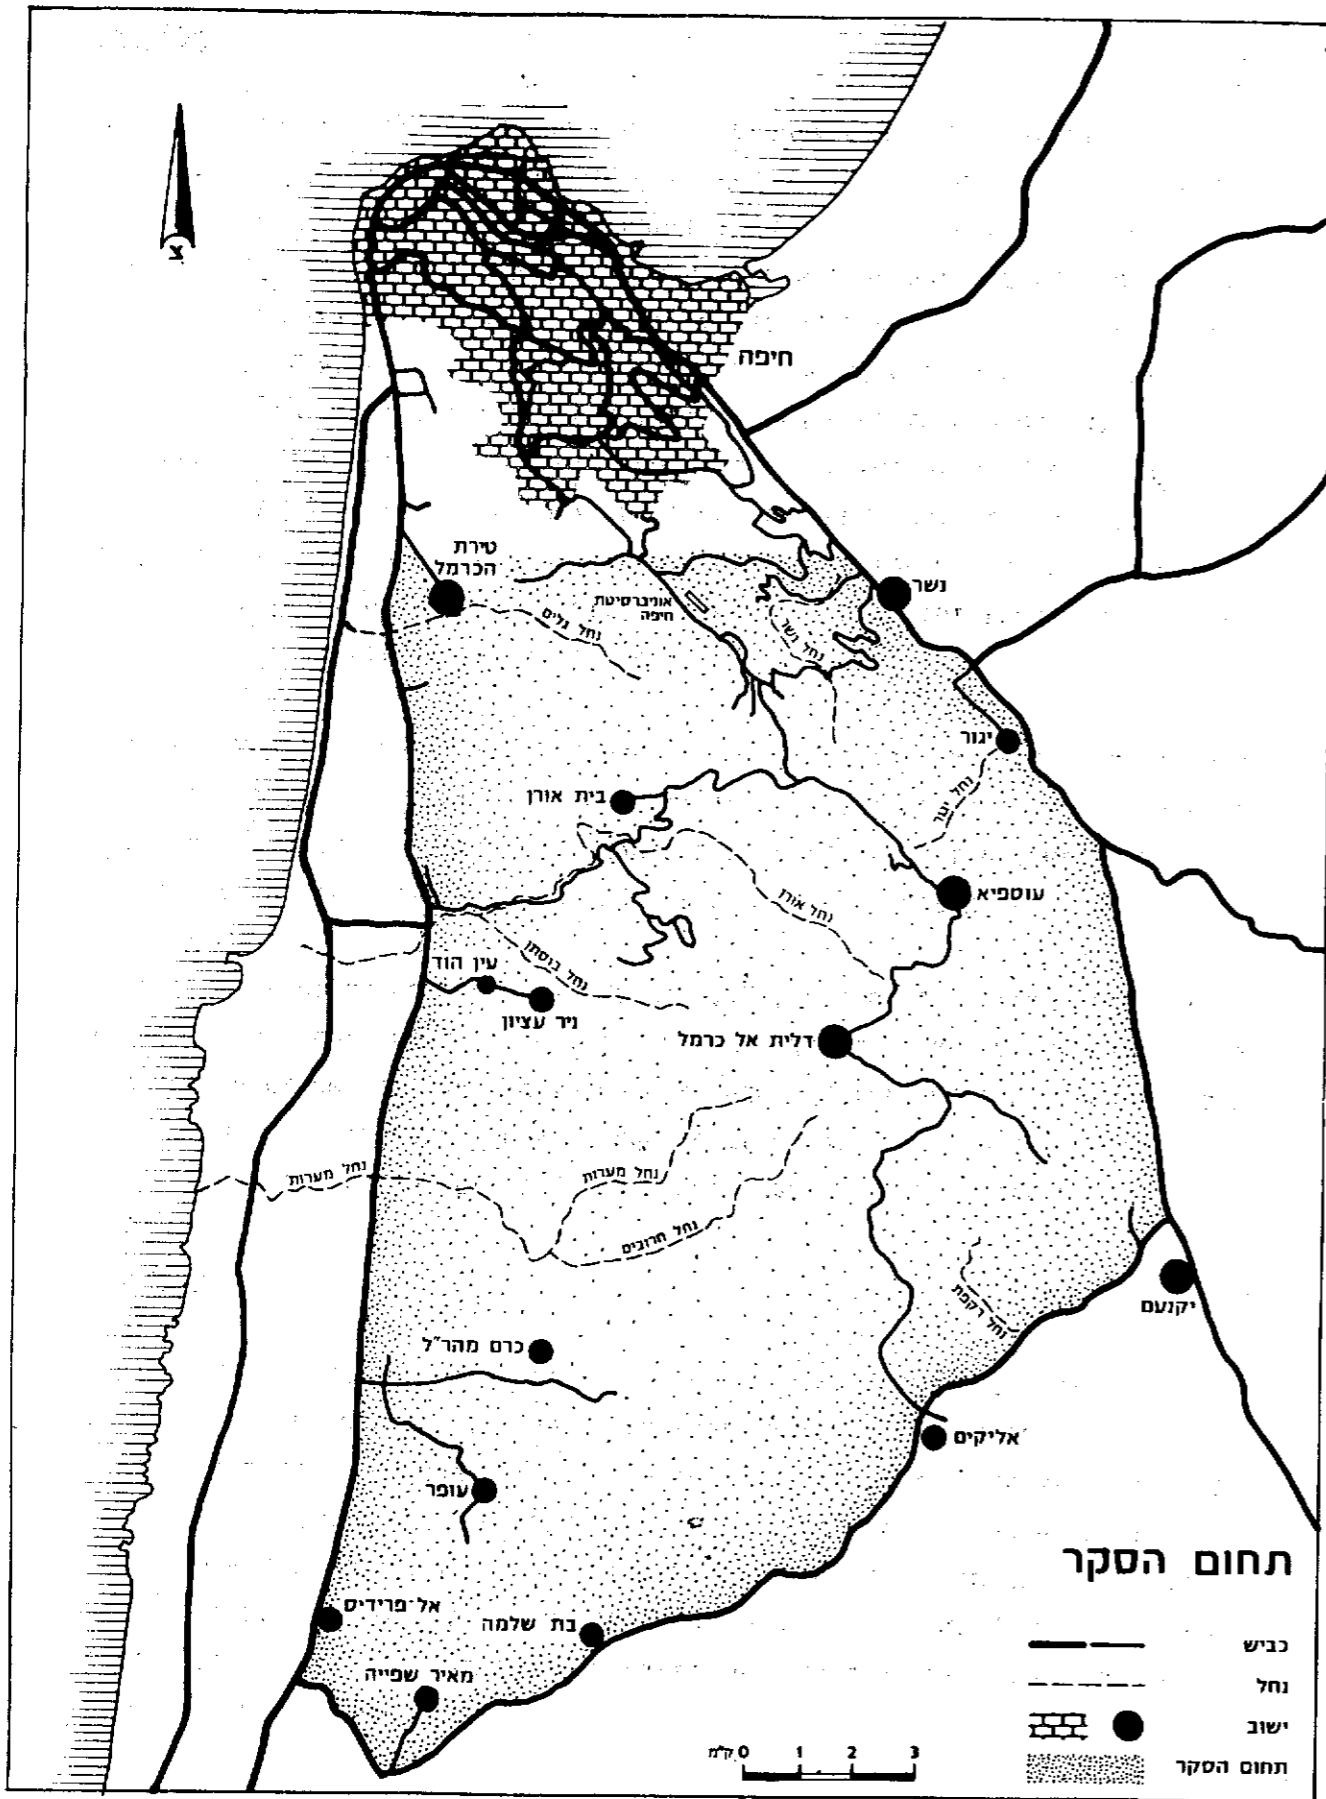 צ
חיפה
טירת
הכרמל
נשר
אוניברסיטת
חיפה
נחל גלים
נחל נשר
יגור
נחל יגור
בית אורן
עוספיא
נחל אורן
עין הוד
נחל בוסתן
ניר עציון
דלית אל כרמל
נחל מערות
נחל מערות
נחל חרובים
נחל רקפת
יקנעם
כרם מהר"ל
אליקים
עופר
אל-פרידיס
בת שלמה
מאיר שפייה
תחום הסקר
כביש
נחל
ישוב
תחום הסקר
ק"מ 0 1 2 3